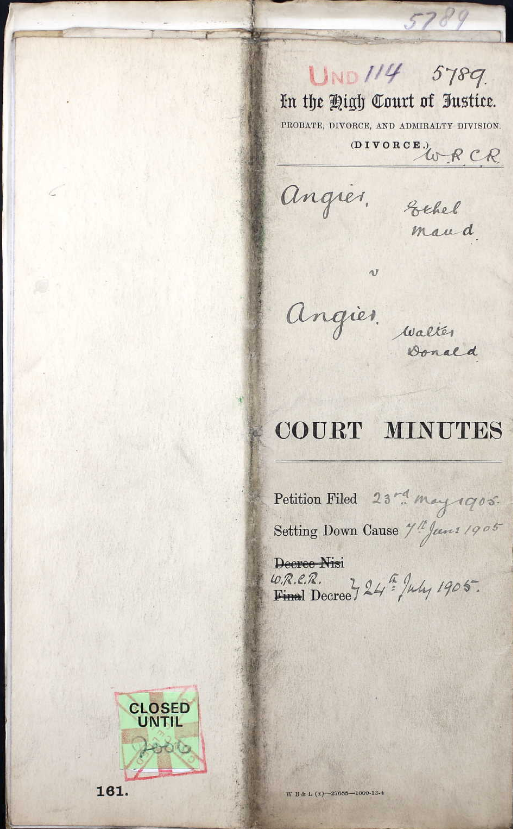 5789
UND 114 5789.
In the High Court of Justice.
PROBATE, DIVORCE, AND ADMIRALTY DIVISION.
(DIVORCE.)
W.R.C.R
Angier, Ethel
Maud.
v
Angier. Walter
Donald.
COURT MINUTES
Petition Filed 23rd May 1905.
Setting Down Cause 7th June 1905
Decree Nisi
W.R.C.R.
Final Decree } 24th July 1905.
CLOSED
UNTIL
2006
161.